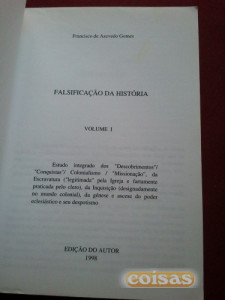 Francisco de Azevedo Gomes
FALSIFICAÇÃO DA HISTÓRIA
VOLUME I
Estudo integrado dos "Descobrimentos"/
"Conquistas"/ Colonialismo / "Missionação", da
Escravatura ("legitimada" pela Igreja e fartamente
praticada pelo clero), da Inquisição (designadamente
no mundo colonial), da génese e ascese do poder
eclesiástico e seu despotismo.
EDIÇÃO DO AUTOR
1998
coisas